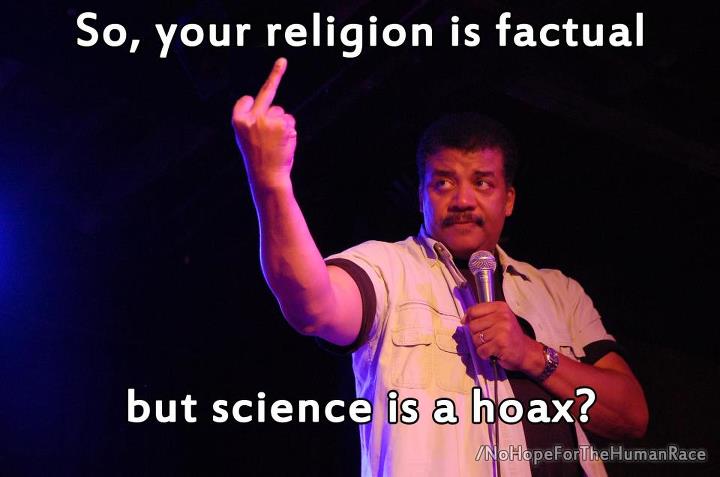 So, your religion is factual
but science is a hoax?
/NoHopeForTheHumanRace